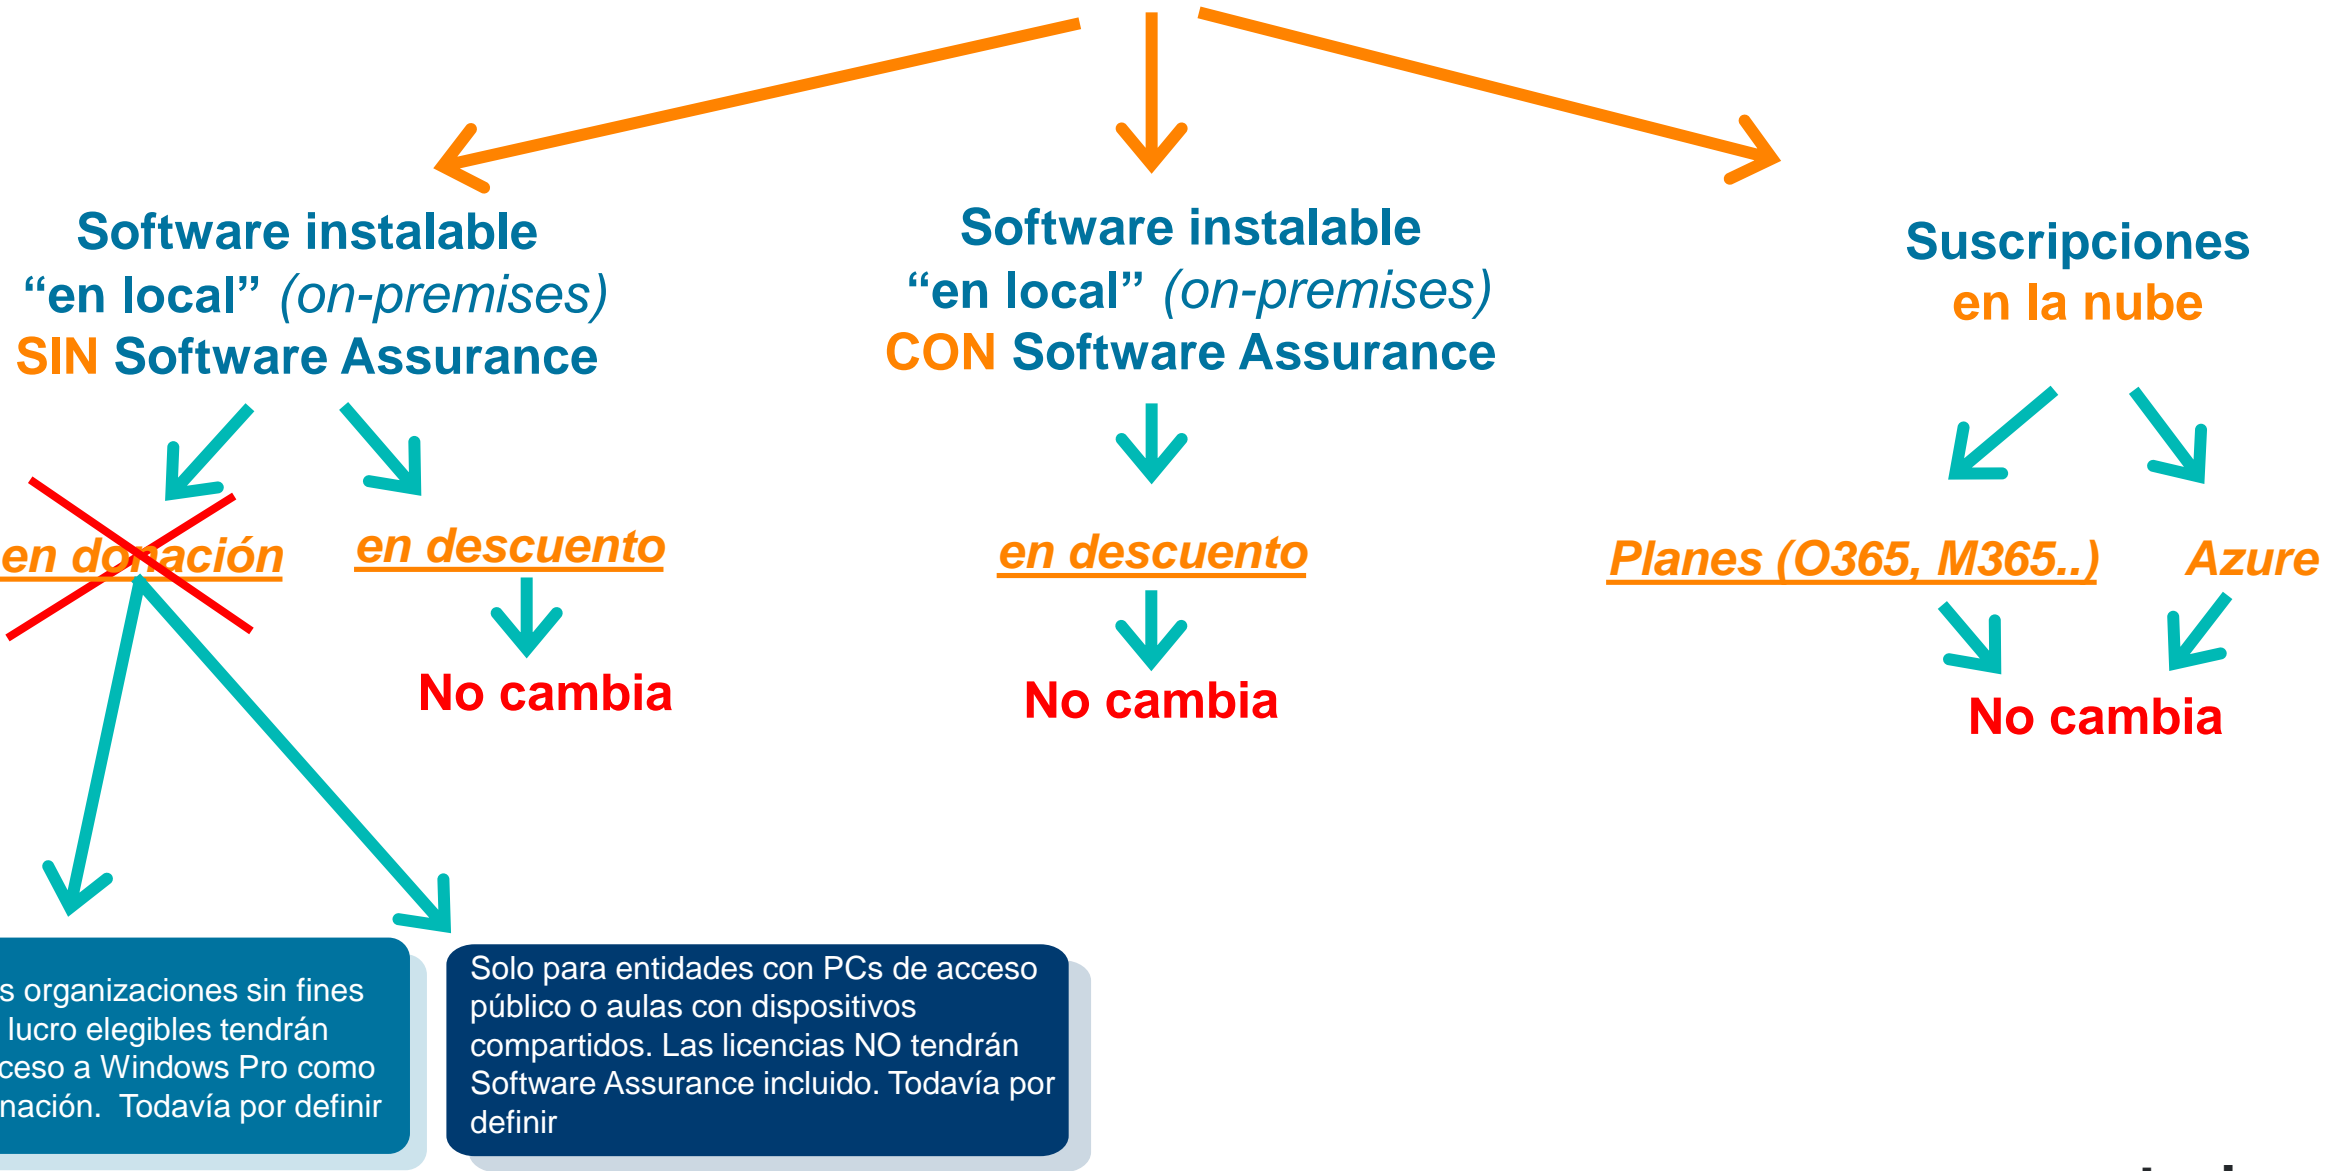 Software instalable
“en local” (on-premises)
SIN Software Assurance
Software instalable
“en local” (on-premises)
CON Software Assurance
Suscripciones
en la nube
en donación
en descuento
en descuento
Planes (O365, M365..)
Azure
No cambia
No cambia
No cambia
s organizaciones sin fines
lucro elegibles tendrán
ceso a Windows Pro como
nación. Todavía por definir
Solo para entidades con PCs de acceso
público o aulas con dispositivos
compartidos. Las licencias NO tendrán
Software Assurance incluido. Todavía por
definir